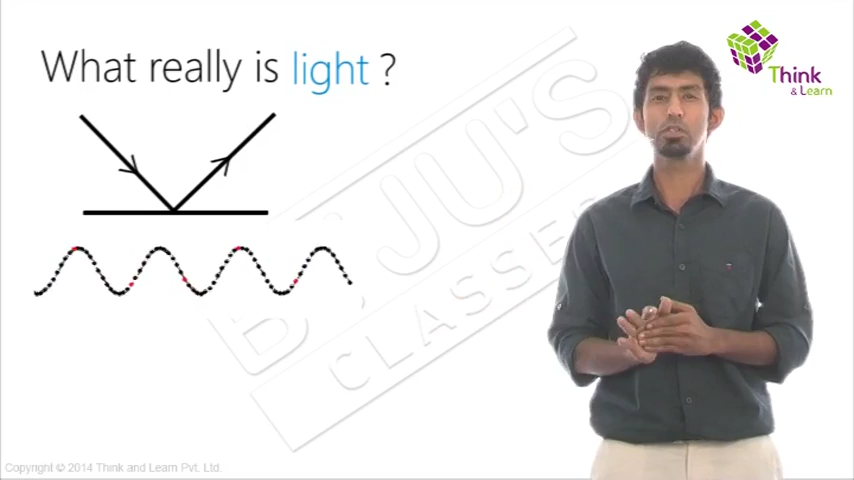 What really is light ?
Think
& Learn
BYJU'S
CLASSES
Copyright © 2014 Think and Learn Pvt. Ltd.